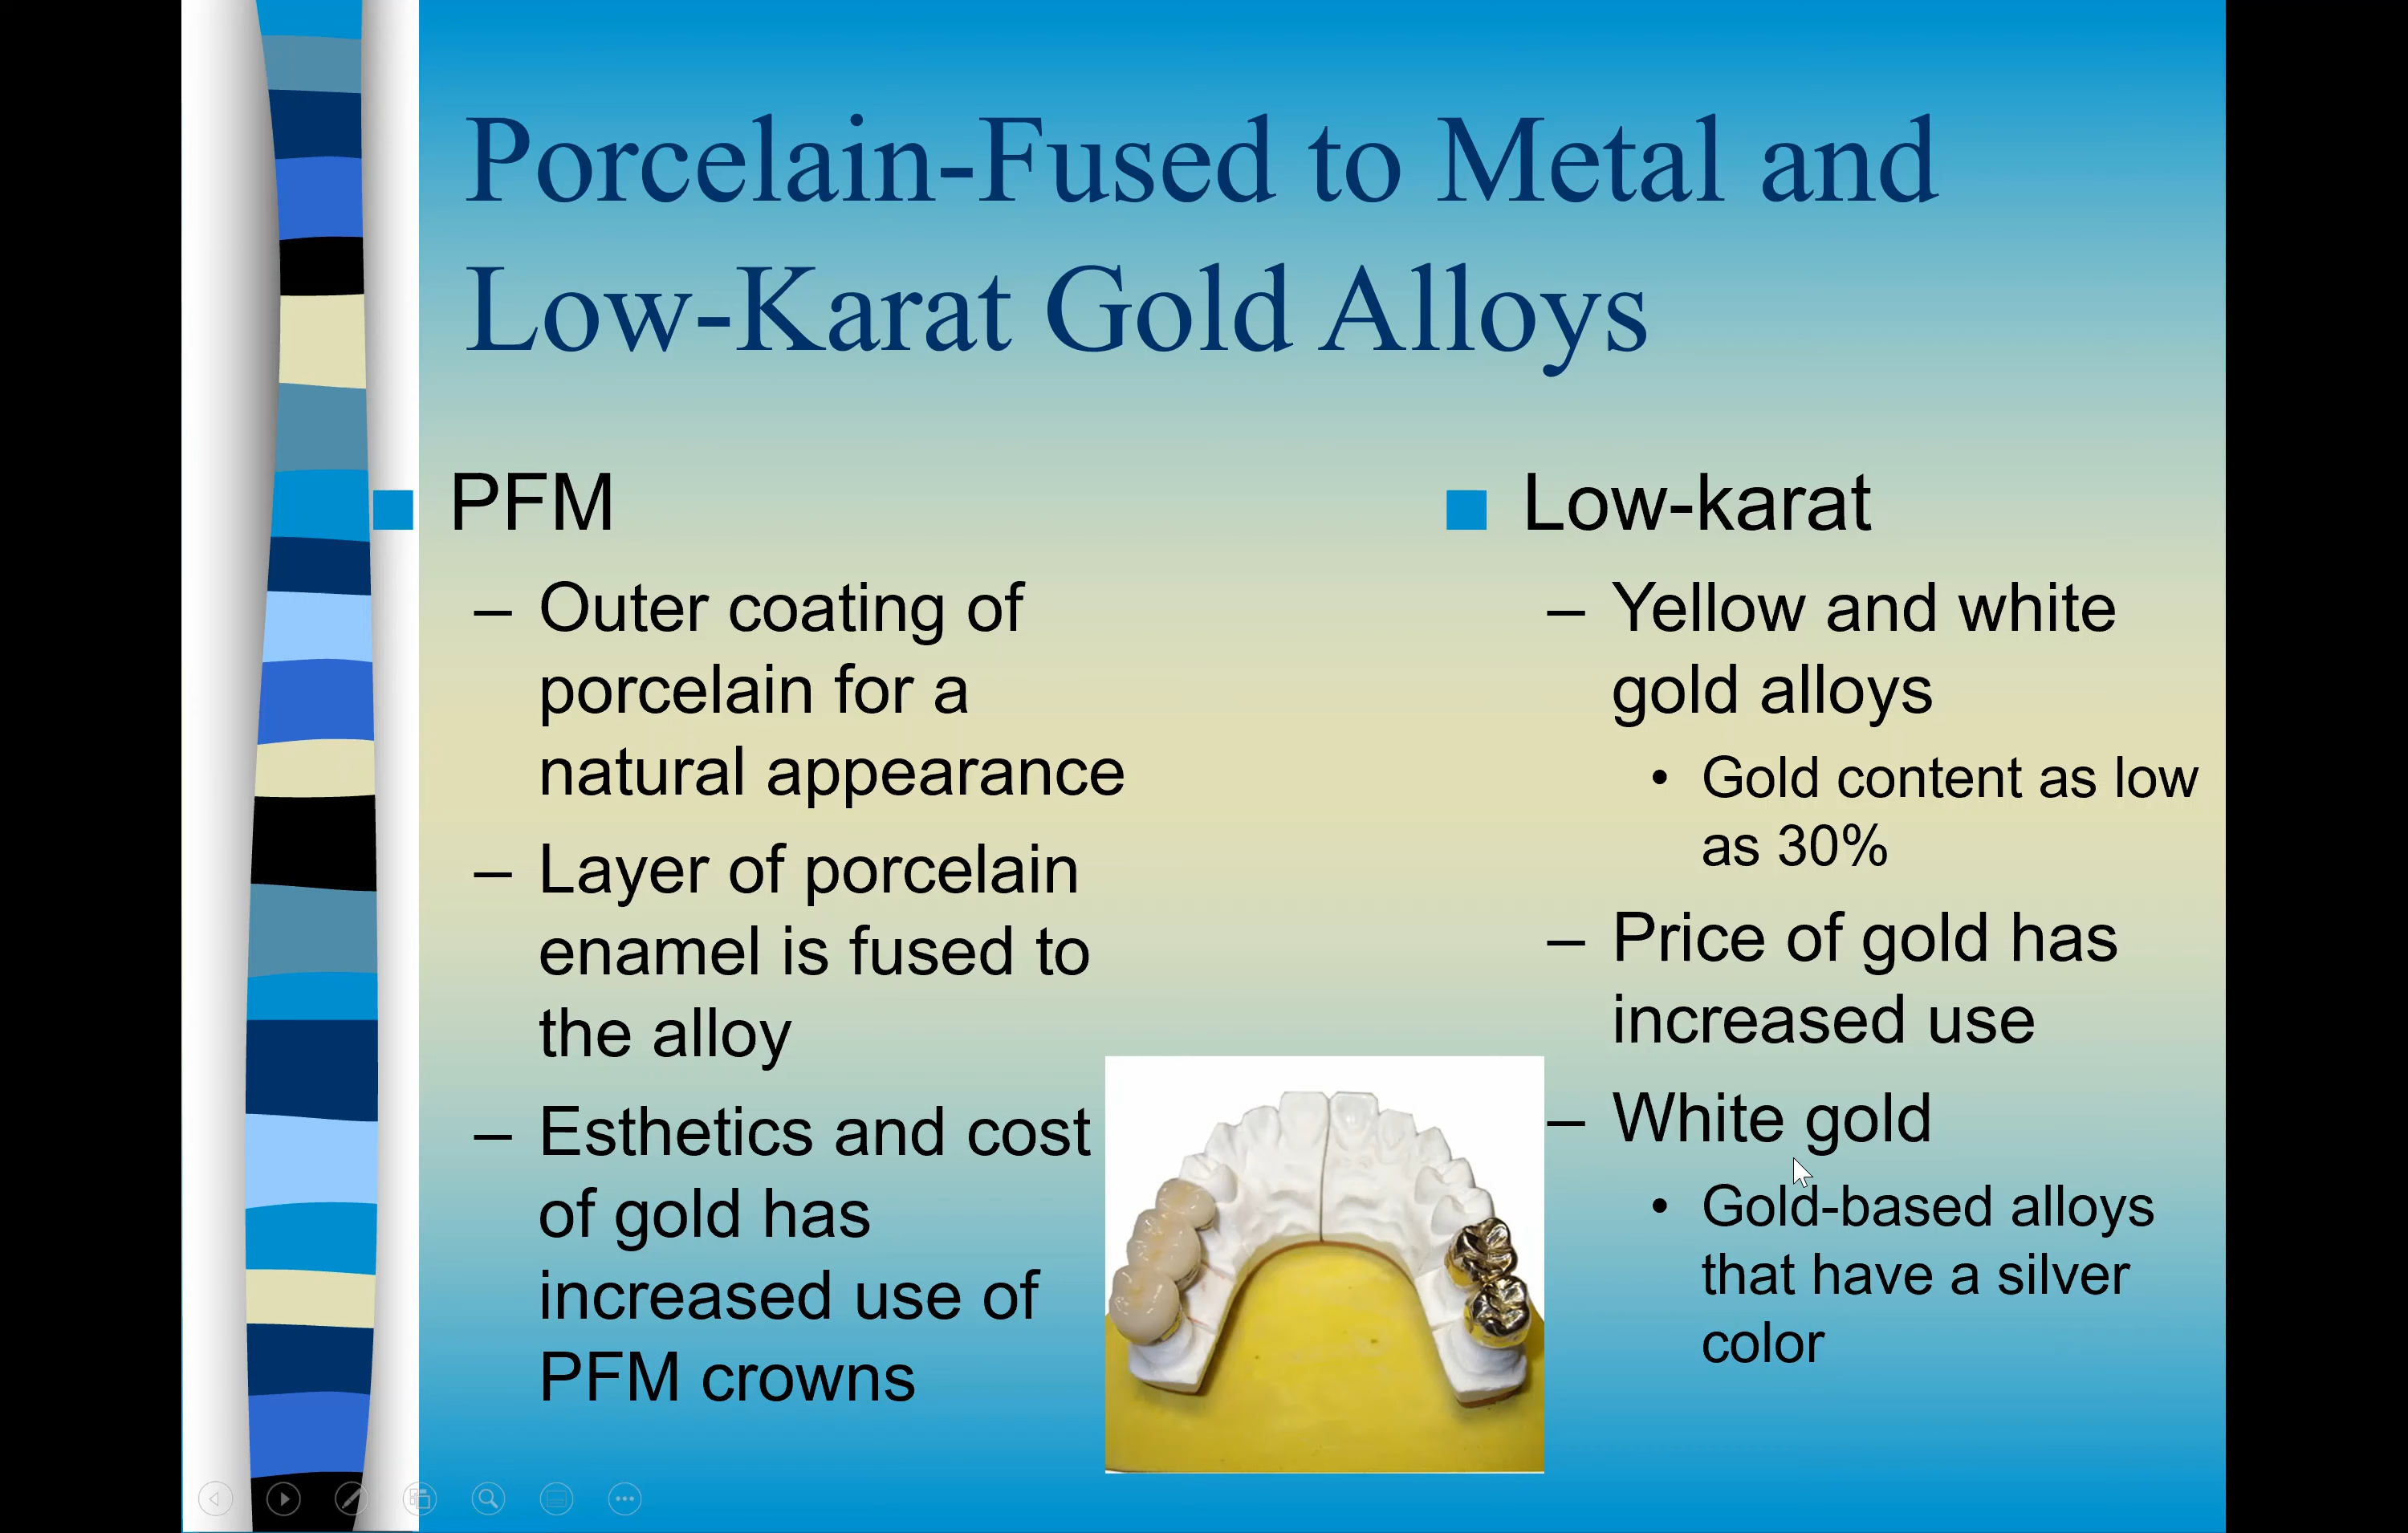 Porcelain-Fused to Metal and
Low-Karat Gold Alloys
PFM
– Outer coating of
porcelain for a
natural appearance
– Layer of porcelain
enamel is fused to
the alloy
– Esthetics and cost
of gold has
increased use of
PFM crowns
Low-karat
– Yellow and white
gold alloys
• Gold content as low
as 30%
– Price of gold has
increased use
– White gold
• Gold-based alloys
that have a silver
color